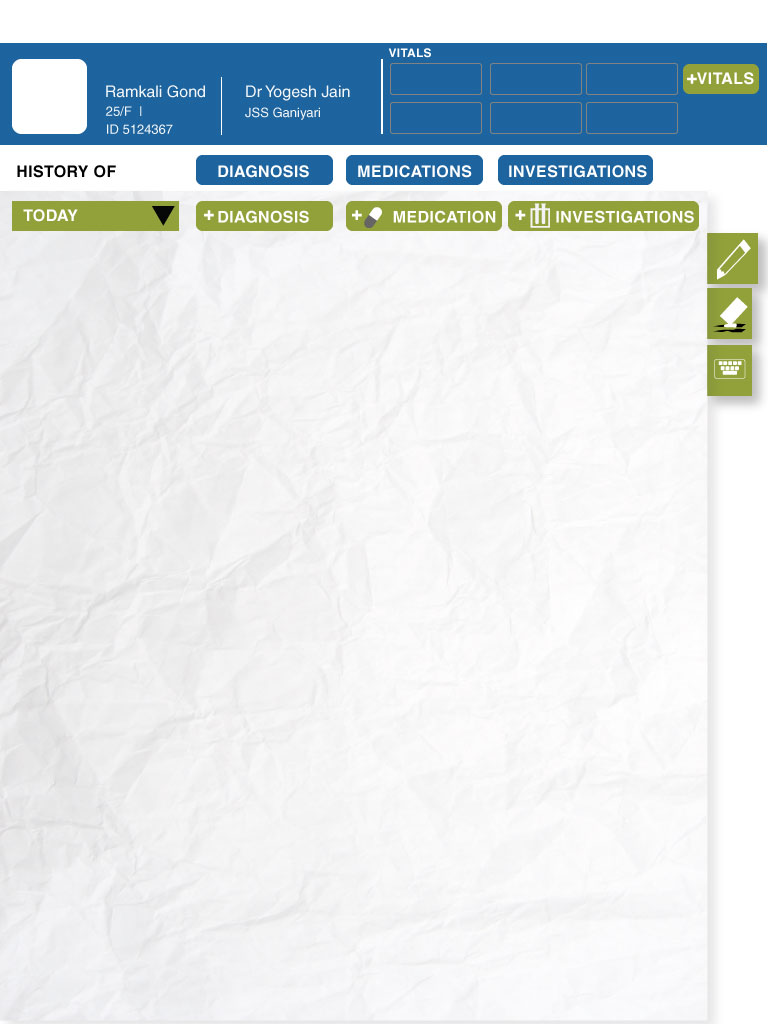 VITALS
Ramkali Gond
25/F |
ID 5124367
Dr Yogesh Jain
JSS Ganiyari
+VITALS
HISTORY OF
DIAGNOSIS
MEDICATIONS
INVESTIGATIONS
TODAY
+ DIAGNOSIS
+ MEDICATION
+ INVESTIGATIONS